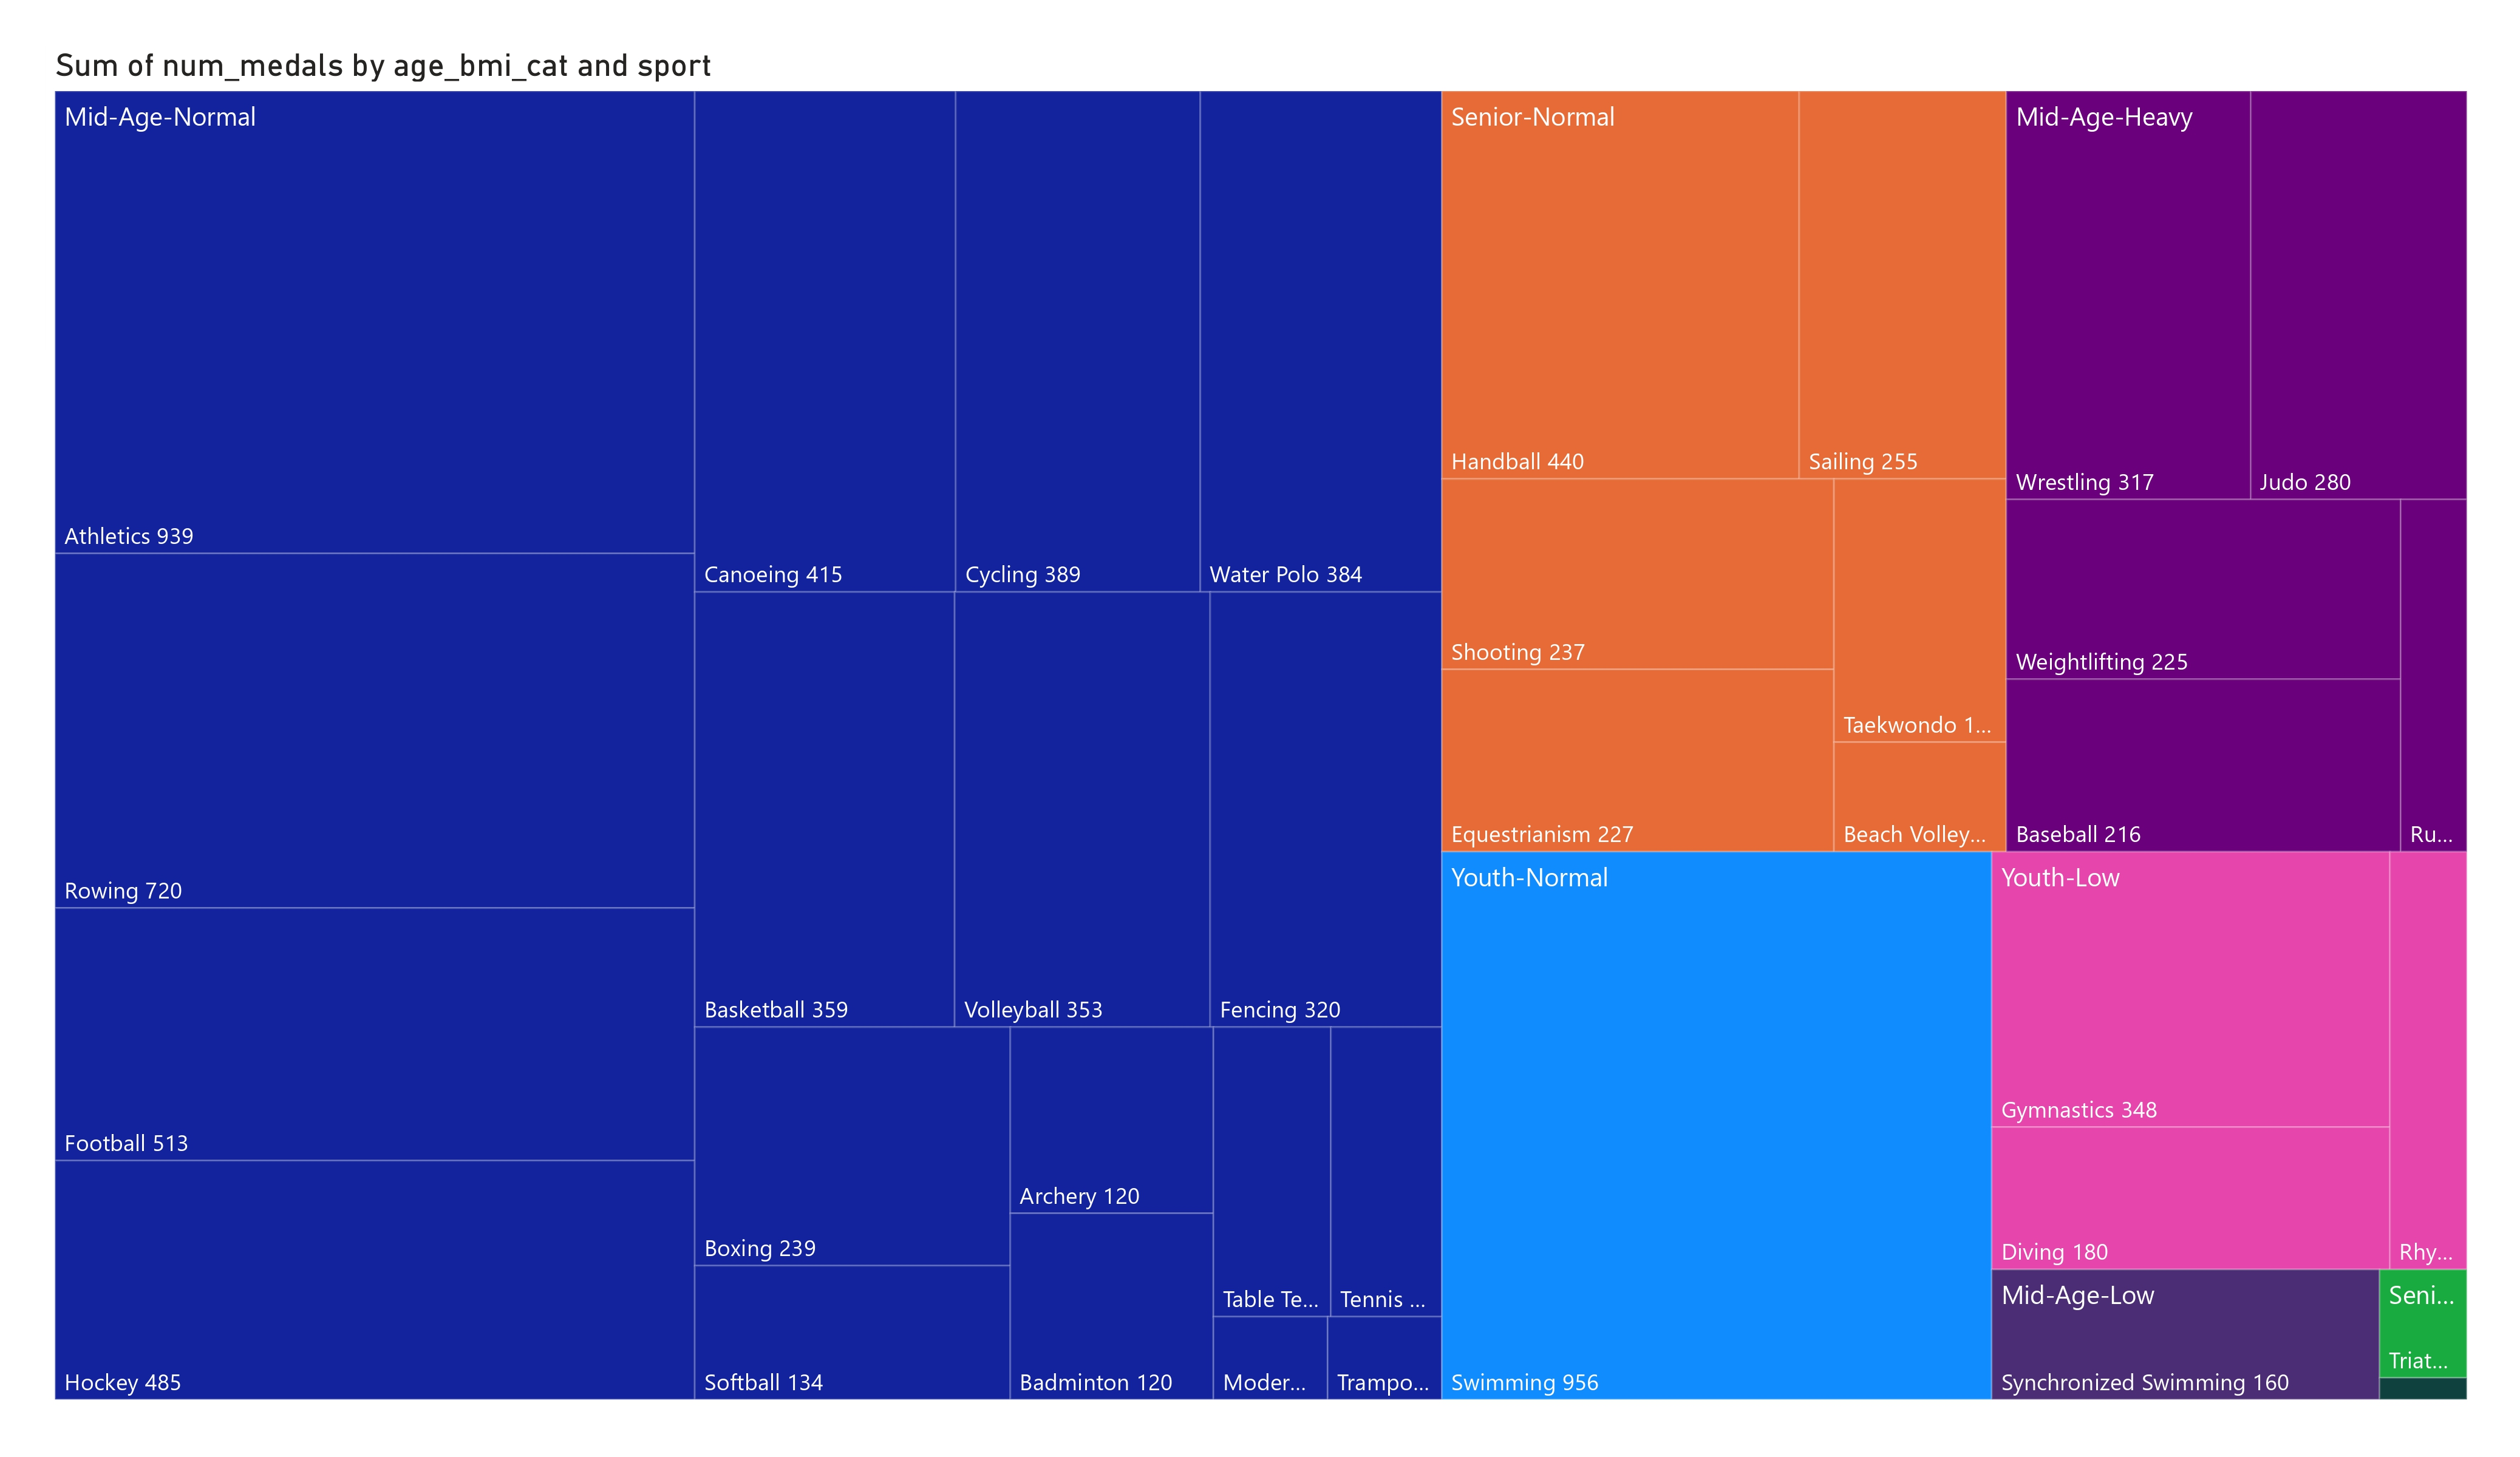 Sum of num_medals by age_bmi_cat and sport
Mid-Age-Normal
Athletics 939
Rowing 720
Football 513
Hockey 485
Canoeing 415
Cycling 389
Water Polo 384
Basketball 359
Volleyball 353
Fencing 320
Boxing 239
Softball 134
Archery 120
Badminton 120
Table Te...
Tennis ...
Moder...
Trampo...
Senior-Normal
Handball 440
Sailing 255
Shooting 237
Equestrianism 227
Taekwondo 1...
Beach Volley...
Mid-Age-Heavy
Wrestling 317
Judo 280
Weightlifting 225
Baseball 216
Ru...
Youth-Normal
Swimming 956
Youth-Low
Gymnastics 348
Diving 180
Rhy...
Mid-Age-Low
Synchronized Swimming 160
Seni...
Triat...